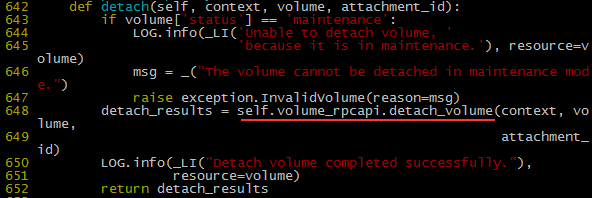 642     def detach(self, context, volume, attachment_id):
643         if volume['status'] == 'maintenance':
644             LOG.info(_LI('Unable to detach volume, '
645                          'because it is in maintenance.'), resource=v
olume)
646             msg = _("The volume cannot be detached in maintenance mod
e.")
647             raise exception.InvalidVolume(reason=msg)
648         detach_results = self.volume_rpcapi.detach_volume(context, vo
lume,
649                                                           attachment_
id)
650         LOG.info(_LI("Detach volume completed successfully."),
651                  resource=volume)
652         return detach_results